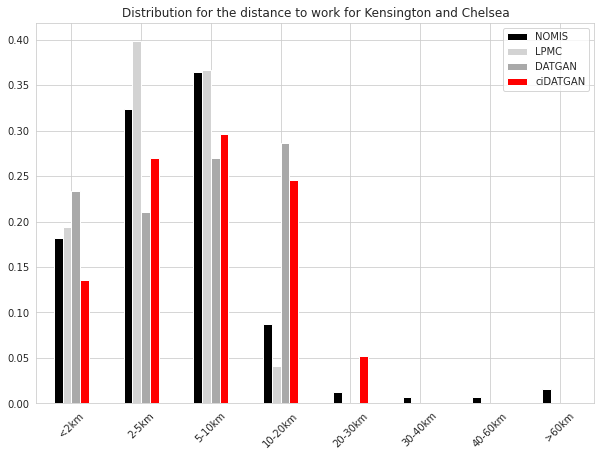 Distribution for the distance to work for Kensington and Chelsea
NOMIS
LPMC
DATGAN
ciDATGAN
0.40
0.35
0.30
0.25
0.20
0.15
0.10
0.05
0.00
<2km
2-5km
5-10km
10-20km
20-30km
30-40km
40-60km
>60km